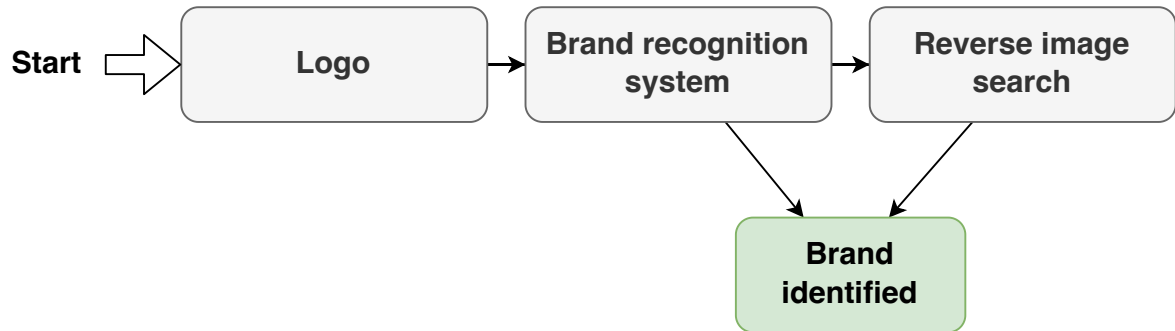 Start
Logo
Brand recognition
system
Reverse image
search
Brand
identified